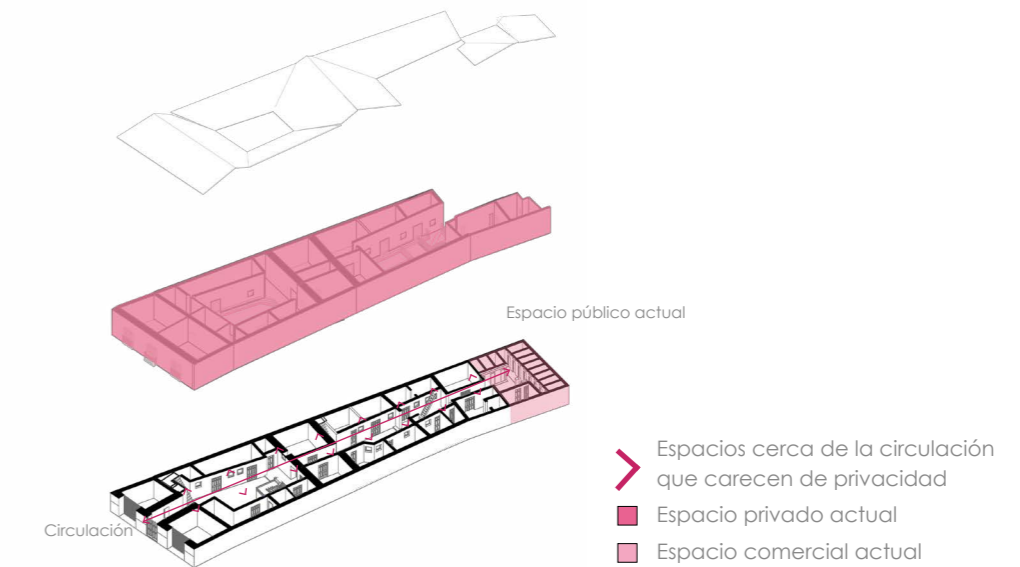 Espacio público actual
Circulación
Espacios cerca de la circulación
que carecen de privacidad
Espacio privado actual
Espacio comercial actual